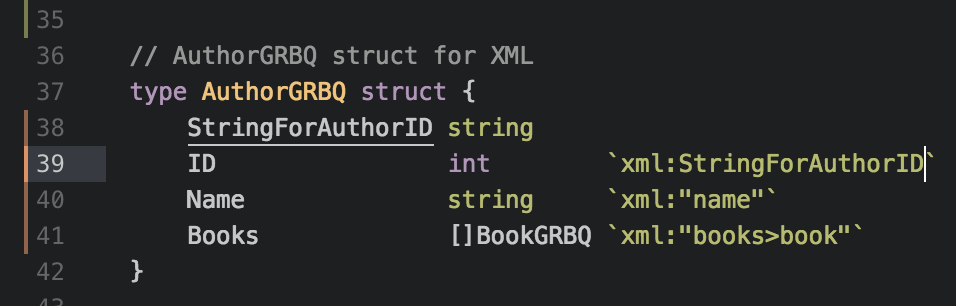 35
36 // AuthorGRBQ struct for XML
37 type AuthorGRBQ struct {
38 StringForAuthorID string
39 ID int `xml:StringForAuthorID`
40 Name string `xml:"name"`
41 Books []BookGRBQ `xml:"books>book"`
42 }
43